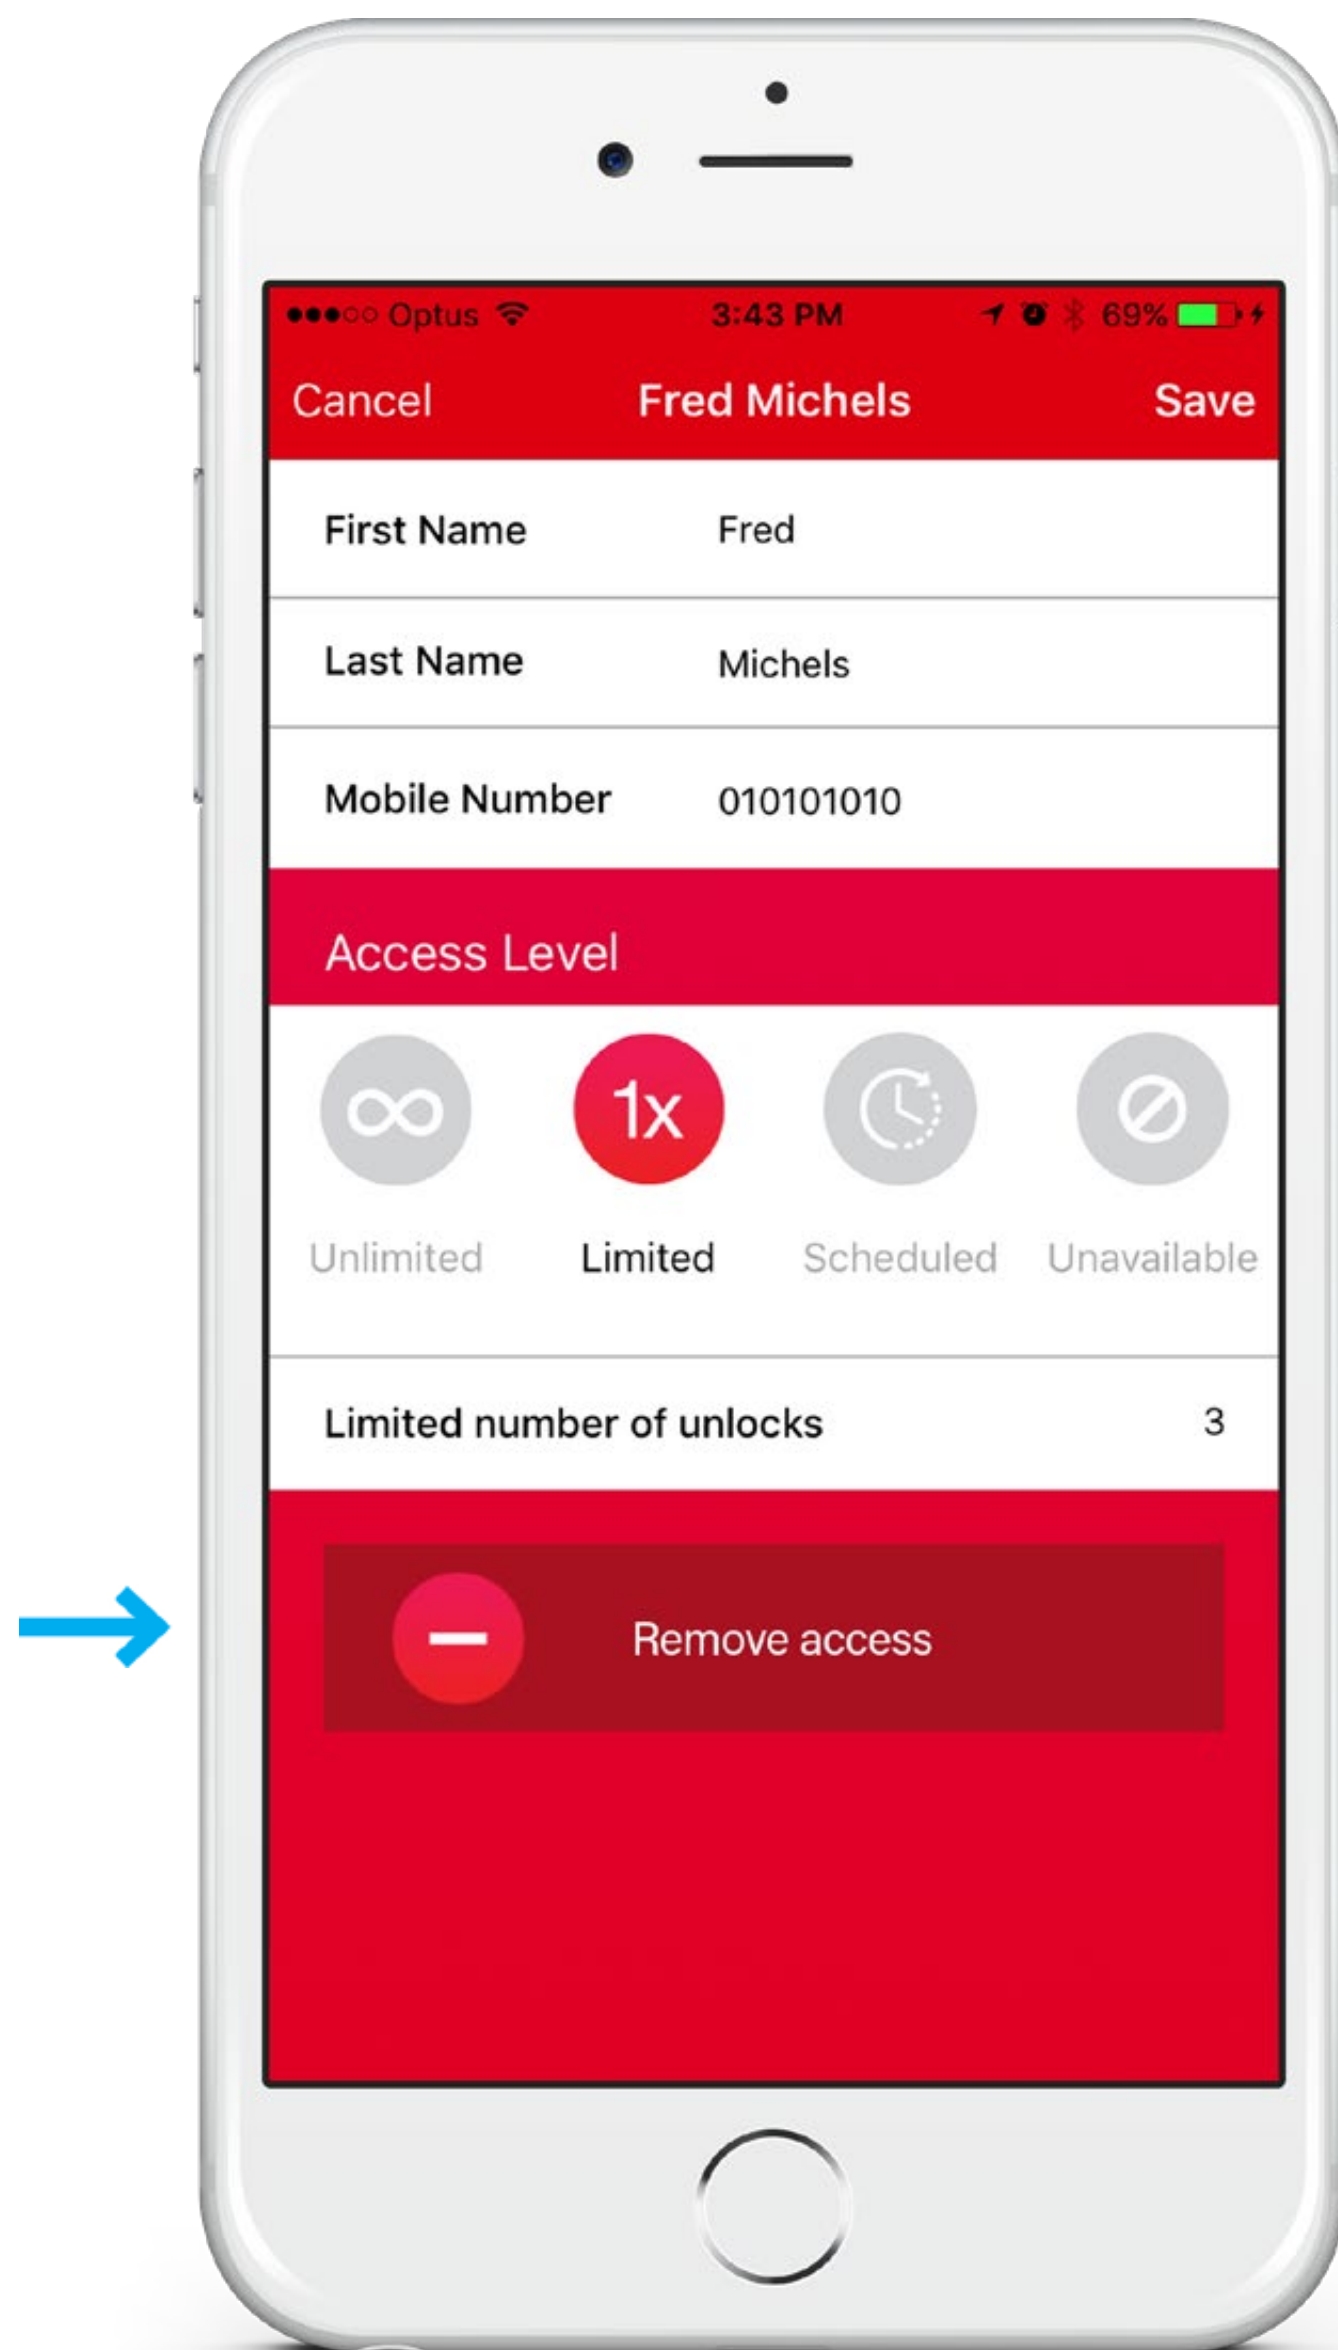 Optus 3:43 PM 69%
Cancel Fred Michels Save
First Name Fred
Last Name Michels
Mobile Number 010101010
Access Level
1x
Unlimited Limited Scheduled Unavailable
Limited number of unlocks 3
Remove access